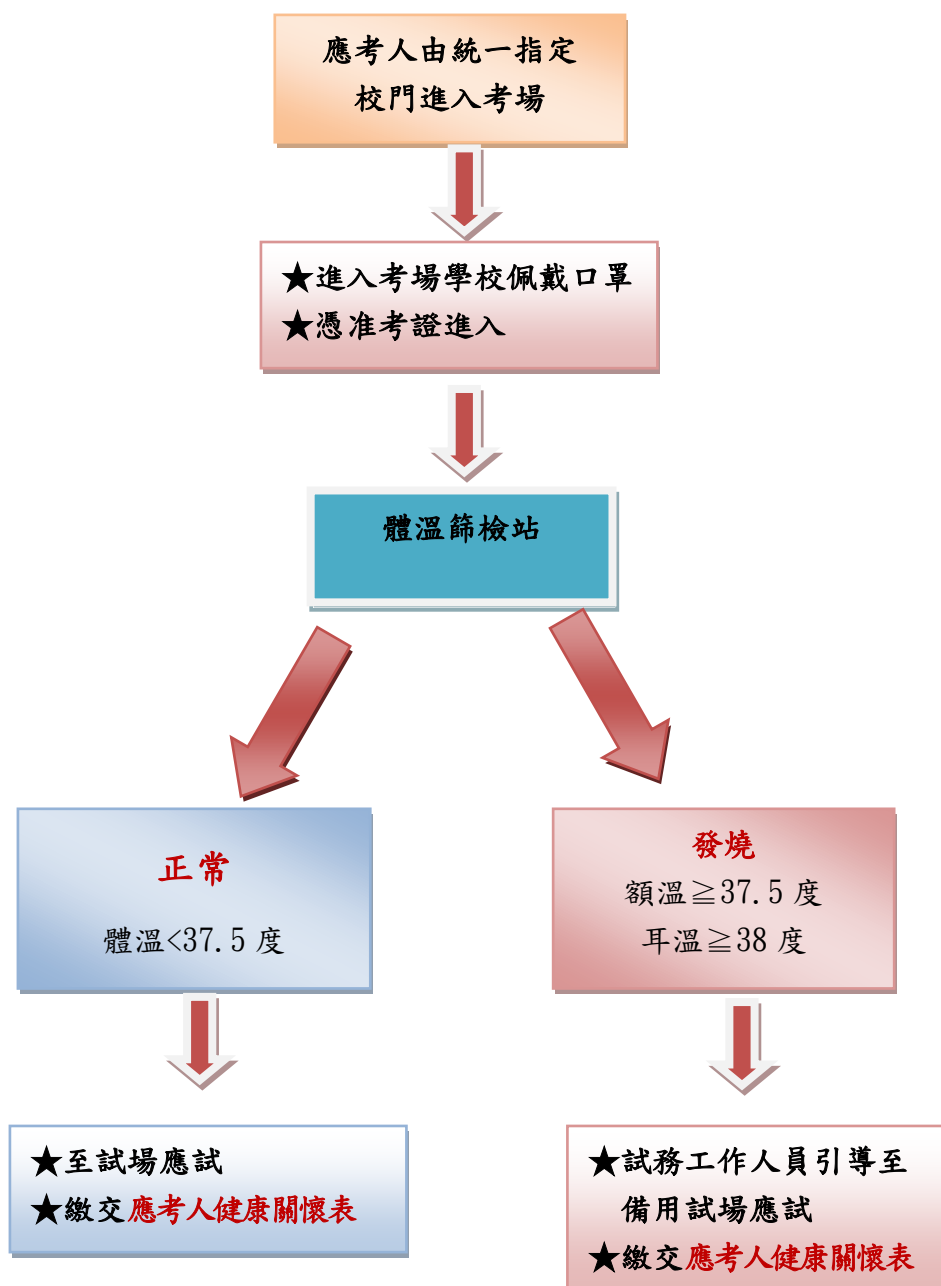 應考人由統一指定
校門進入考場
★進入考場學校佩戴口罩
★憑准考證進入
體溫篩檢站
正常
體溫<37.5 度
發燒
額溫≧37.5 度
耳溫≧38 度
★至試場應試
★繳交應考人健康關懷表
★試務工作人員引導至
備用試場應試
★繳交應考人健康關懷表